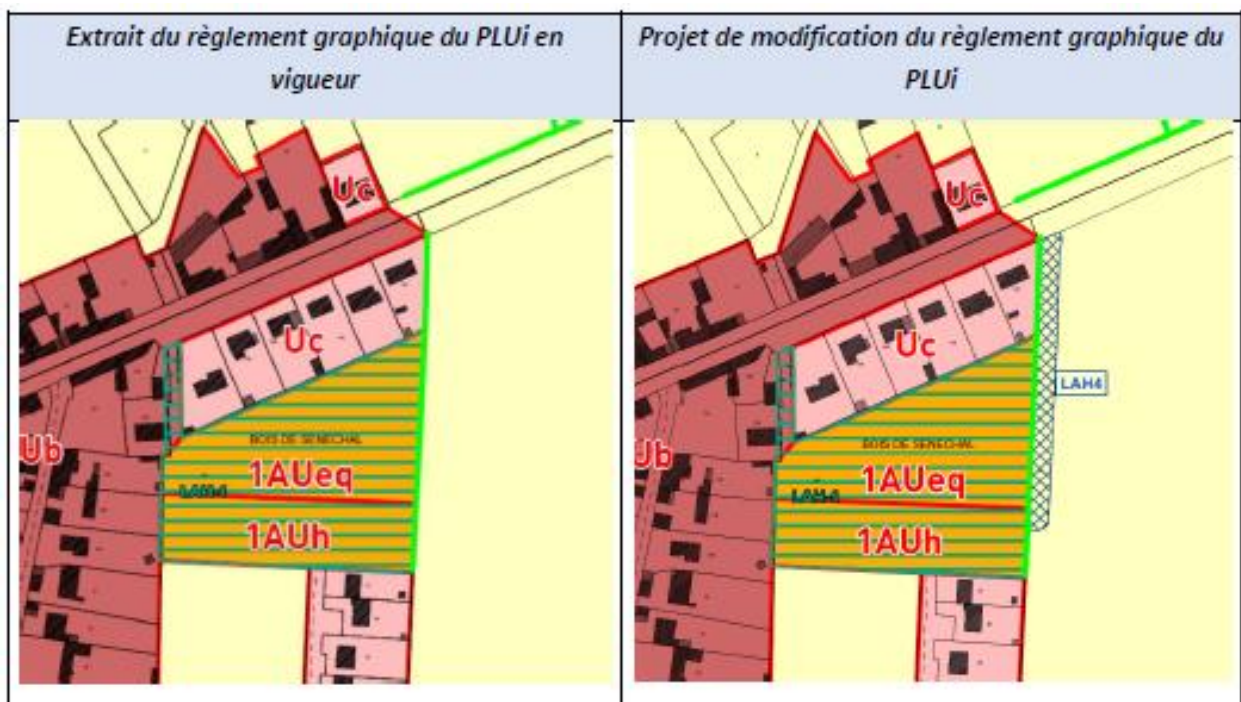 Extrait du règlement graphique du PLUi en
vigueur
Projet de modification du règlement graphique du
PLUi
Uc
Uc
Ub
BOIS DE SENECHAL
1AUeq
1AUh
Uc
Uc
LAH4
Ub
BOIS DE SENECHAL
1AUeq
1AUh